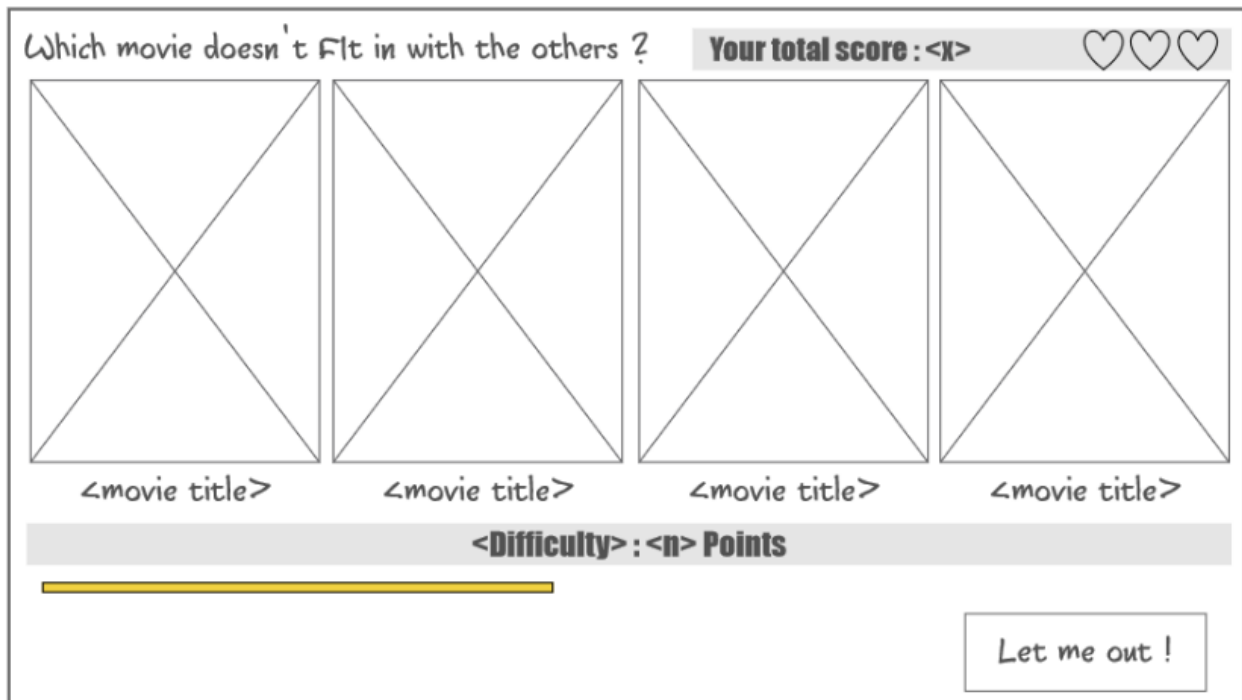 Which movie doesn't FIt in with the others ?
Your total score : <x>
<movie title> <movie title> <movie title> <movie title>
<Difficulty> : <n> Points
Let me out !